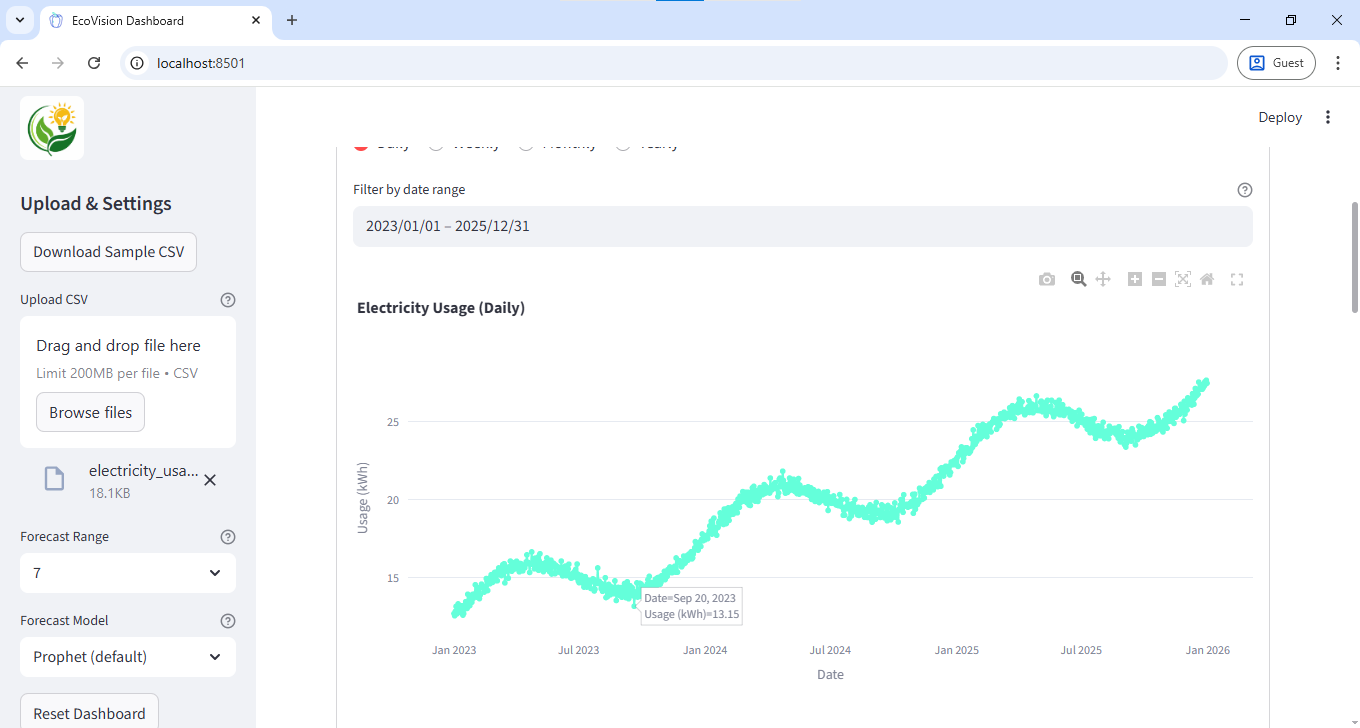 EcoVision Dashboard
localhost:8501
Guest
Deploy
Upload & Settings
Download Sample CSV
Upload CSV
Drag and drop file here
Limit 200MB per file • CSV
Browse files
electricity_usa...
18.1KB
Forecast Range
7
Forecast Model
Prophet (default)
Reset Dashboard
Daily Weekly Monthly Yearly
Filter by date range
2023/01/01 – 2025/12/31
Electricity Usage (Daily)
Usage (kWh)
25
20
15
Date=Sep 20, 2023
Usage (kWh)=13.15
Jan 2023 Jul 2023 Jan 2024 Jul 2024 Jan 2025 Jul 2025 Jan 2026
Date